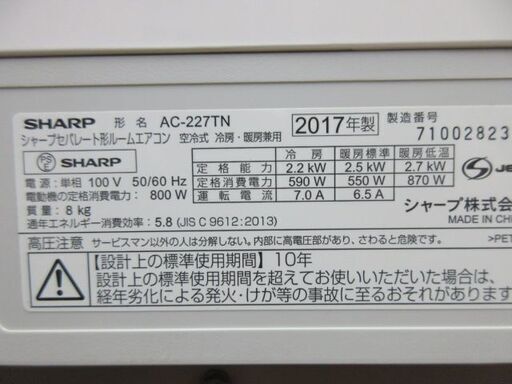 SHARP 形名 AC-227TN 2017年製 製造番号
シャープセパレート形ルームエアコン 空冷式 冷房・暖房兼用 71002823
PS E SHARP 冷房 暖房標準 暖房低温
定格能力 2.2 kW 2.5 kW 2.7 kW
電源：単相 100 V 50/60 Hz 定格消費電力 590 W 550 W 870 W
電動機の定格消費電力： 800 W 運転電流 7.0 A 6.5 A
質量：8 kg シャープ株式
通年エネルギー消費効率：5.8 (JIS C 9612:2013) MADE IN CH
高圧注意 サービスマン以外の人は分解しない。内部に高電圧部があり、さわると危険です。 >PET
【設計上の標準使用期間】10年
設計上の標準使用期間を超えてお使いいただいた場合は、
経年劣化による発火・けが等の事故に至るおそれがあります